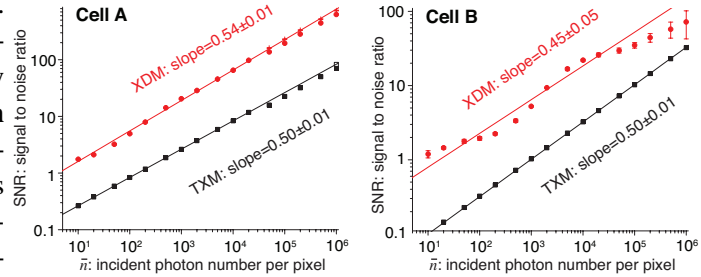 Cell A
XDM: slope=0.54±0.01
TXM: slope=0.50±0.01
SNR: signal to noise ratio
100
10
1
0.1
10¹ 10² 10³ 10⁴ 10⁵ 10⁶
n̄: incident photon number per pixel
Cell B
XDM: slope=0.45±0.05
TXM: slope=0.50±0.01
SNR: signal to noise ratio
100
10
1
0.1
10¹ 10² 10³ 10⁴ 10⁵ 10⁶
n̄: incident photon number per pixel